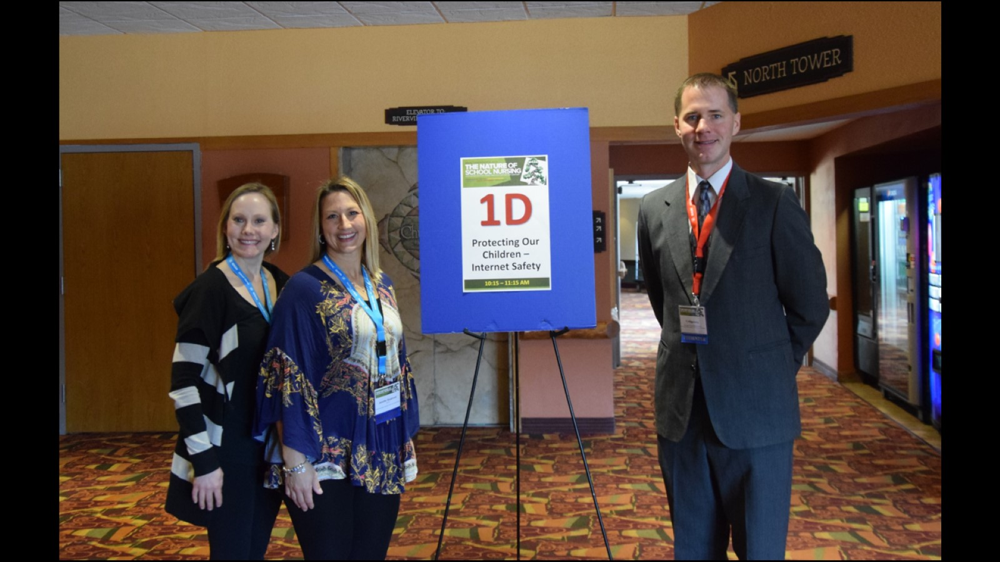 NORTH TOWER
ELEVATOR TO:
THE NATURE OF
SCHOOL NURSING
1D
Protecting Our
Children –
Internet Safety
10:15 – 11:15 AM